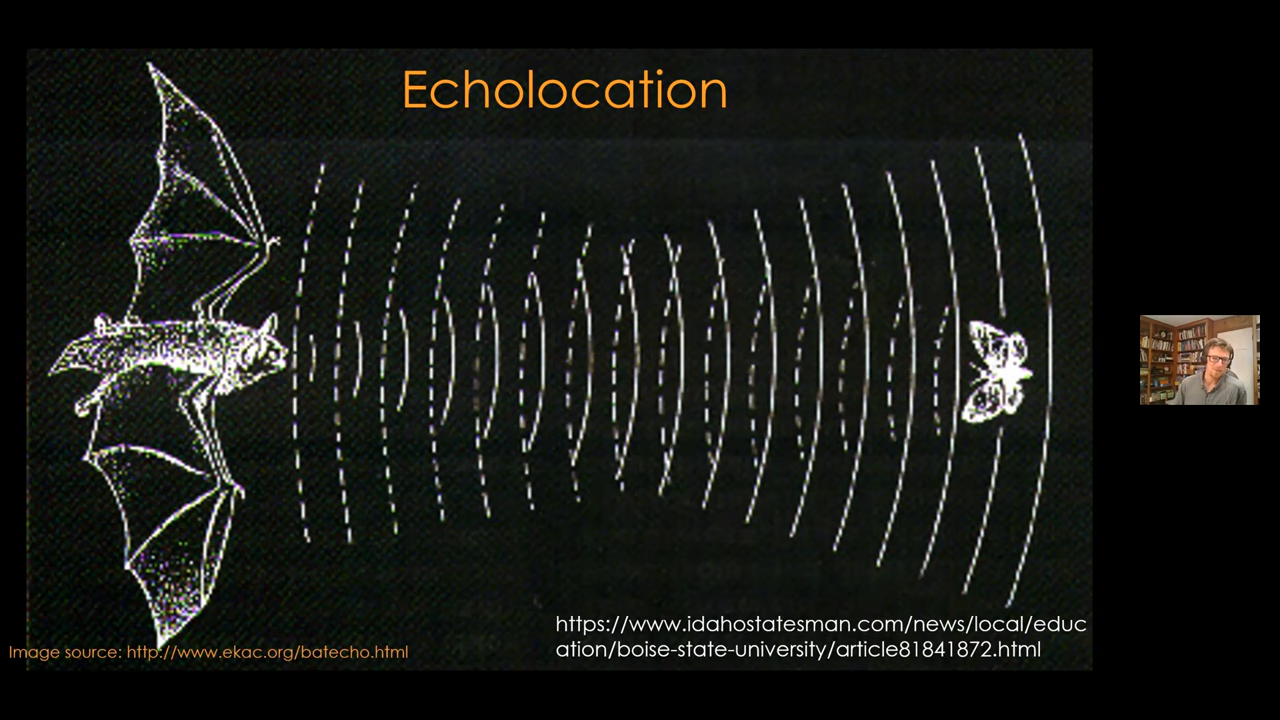 Echolocation
https://www.idahostatesman.com/news/local/educ
ation/boise-state-university/article81841872.html
Image source: http://www.ekac.org/batecho.html